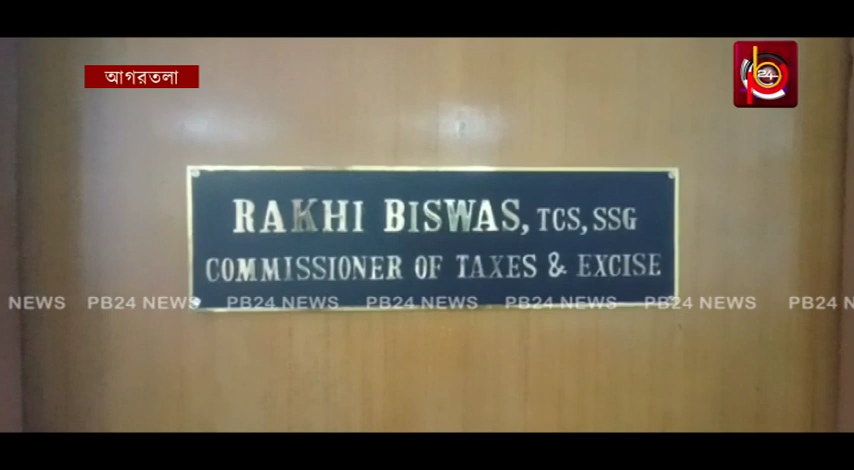 আগরতলা
24
RAKHI BISWAS, TCS, SSG
COMMISSIONER OF TAXES & EXCISE
NEWS PB24 NEWS PB24 NEWS PB24 NEWS PB24 NEWS PB24 NEWS PB24 N